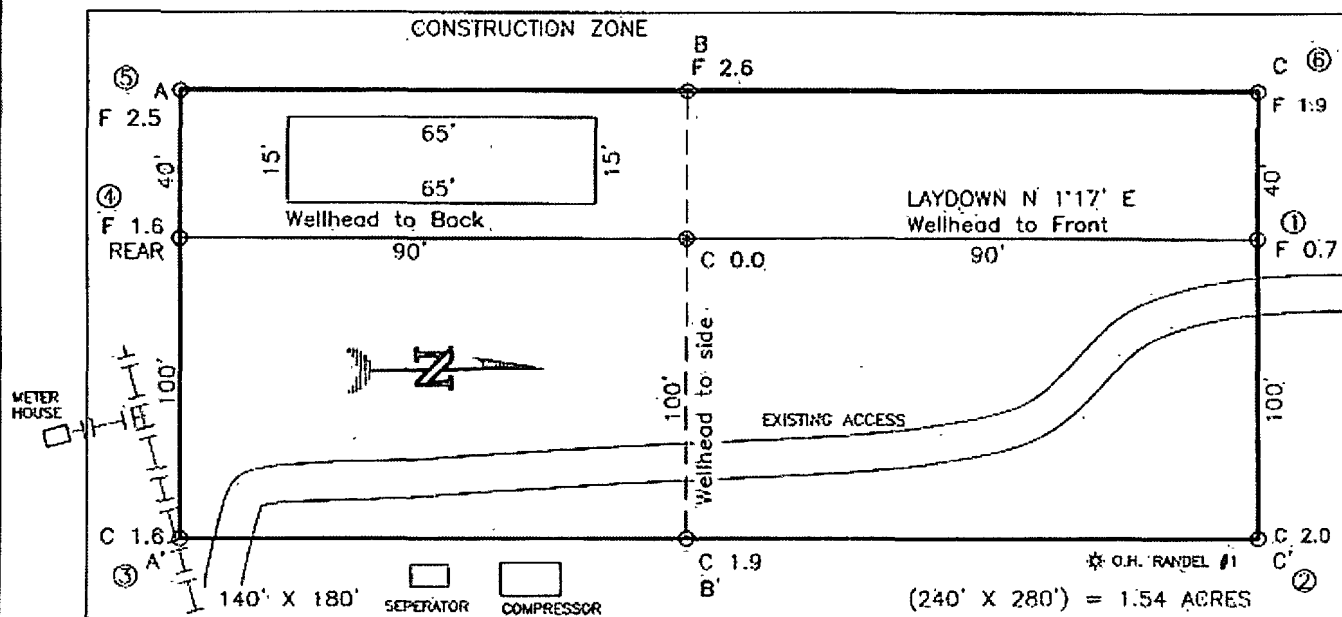 CONSTRUCTION ZONE
B
F 2.6
C ⑥
F 1.9
⑤ A
F 2.5
40'
65'
15'
15'
65'
Wellhead to Back
④
F 1.6
REAR
90'
C 0.0
LAYDOWN N 1°17' E
Wellhead to Front
90'
40'
①
F 0.7
N
100'
METER
HOUSE
100'
Wellhead to side
EXISTING ACCESS
100'
C 1.6
A'
③
C 1.9
B'
C 2.0
C'
②
O.H. RANDEL #1
140' X 180'
SEPERATOR
COMPRESSOR
(240' X 280') = 1.54 ACRES